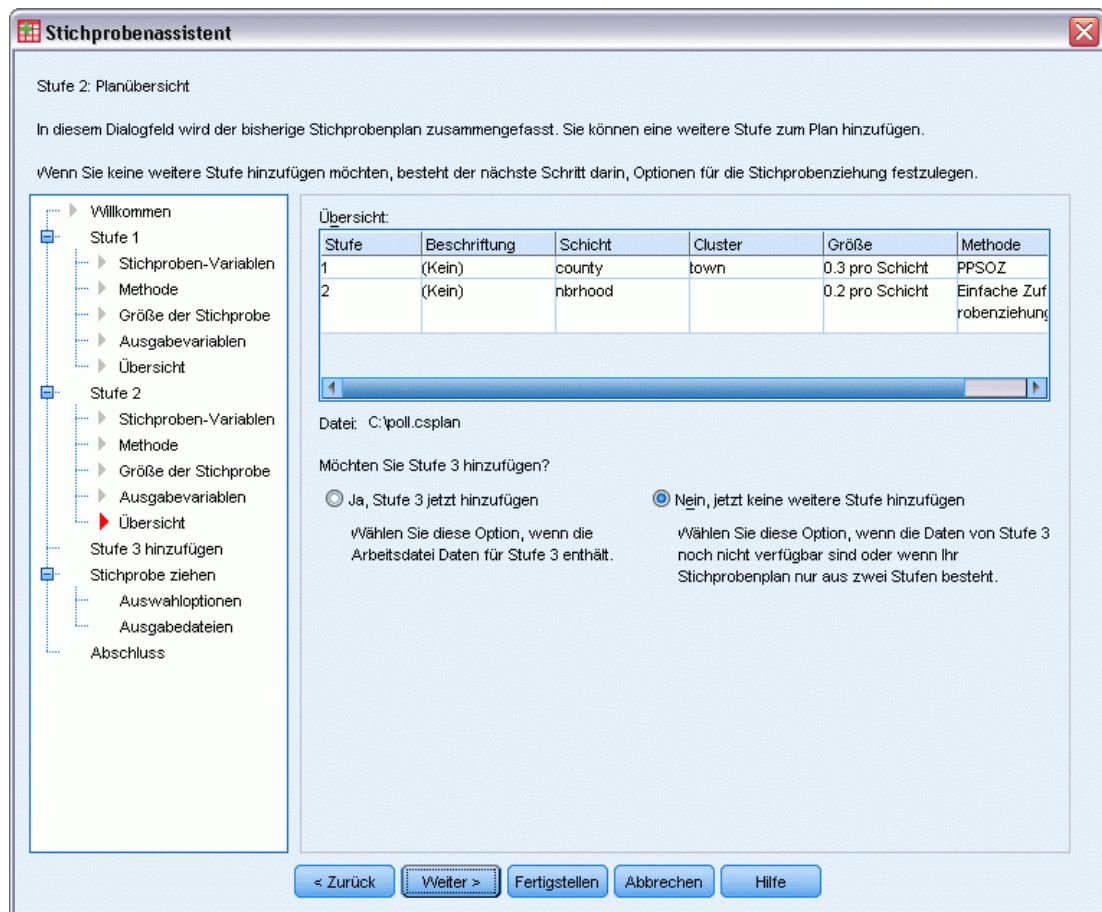 Stichprobenassistent
Stufe 2: Planübersicht
In diesem Dialogfeld wird der bisherige Stichprobenplan zusammengefasst. Sie können eine weitere Stufe zum Plan hinzufügen.
Wenn Sie keine weitere Stufe hinzufügen möchten, besteht der nächste Schritt darin, Optionen für die Stichprobenziehung festzulegen.
Willkommen
Stufe 1
Stichproben-Variablen
Methode
Größe der Stichprobe
Ausgabevariablen
Übersicht
Stufe 2
Stichproben-Variablen
Methode
Größe der Stichprobe
Ausgabevariablen
Übersicht
Stufe 3 hinzufügen
Stichprobe ziehen
Auswahloptionen
Ausgabedateien
Abschluss
Übersicht:
Stufe Beschriftung Schicht Cluster Größe Methode
1 (Kein) county town 0.3 pro Schicht PPSOZ
2 (Kein) nbrhood 0.2 pro Schicht Einfache Zuf
robenziehung
Datei: C:\poll.csplan
Möchten Sie Stufe 3 hinzufügen?
Ja, Stufe 3 jetzt hinzufügen
Wählen Sie diese Option, wenn die
Arbeitsdatei Daten für Stufe 3 enthält.
Nein, jetzt keine weitere Stufe hinzufügen
Wählen Sie diese Option, wenn die Daten von Stufe 3
noch nicht verfügbar sind oder wenn Ihr
Stichprobenplan nur aus zwei Stufen besteht.
< Zurück Weiter > Fertigstellen Abbrechen Hilfe